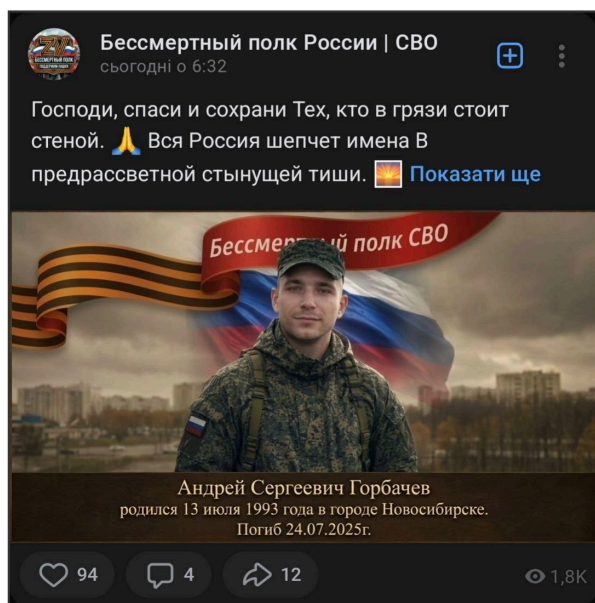 Бессмертный полк России | СВО
сьогодні о 6:32
Господи, спаси и сохрани Тех, кто в грязи стоит
стеной. 🙏 Вся Россия шепчет имена В
предрассветной стынущей тиши. 🌅 Показати ще
полк СВО
Андрей Сергеевич Горбачев
родился 13 июля 1993 года в городе Новосибирске.
Погиб 24.07.2025г.
94
4
12
1,8K